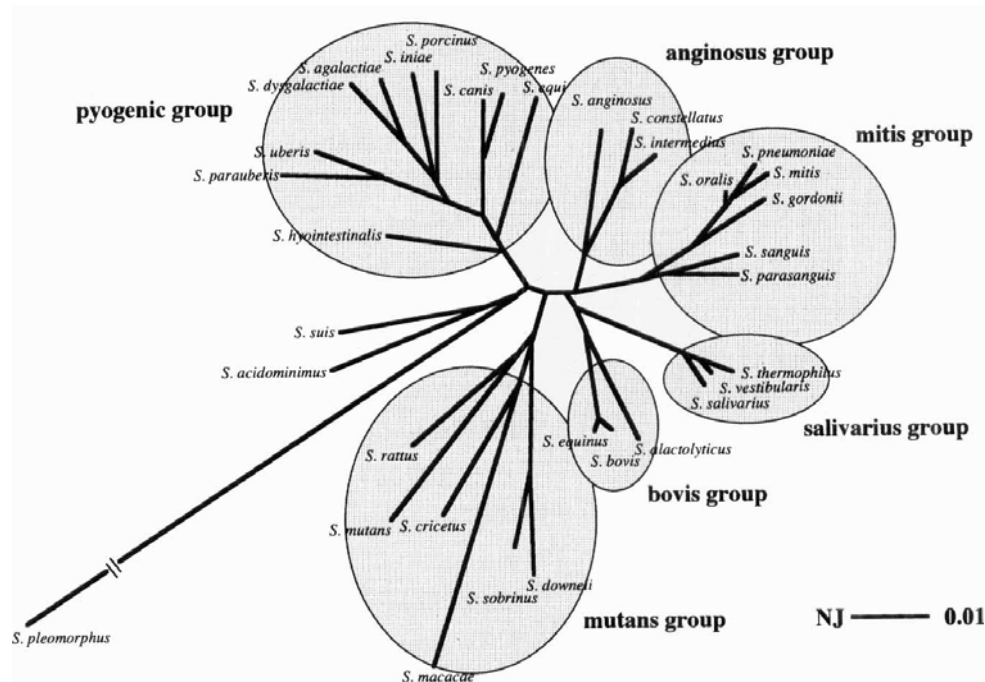 S. porcinus
S. iniae
S. agalactiae
S. dysgalactiae
S. pyogenes
S. canis
S. equi
pyogenic group
S. uberis
S. parauberis
S. hyointestinalis
anginosus group
S. anginosus
S. constellatus
S. intermedius
mitis group
S. pneumoniae
S. oralis
S. mitis
S. gordonii
S. sanguis
S. parasanguis
S. suis
S. acidominimus
S. thermophilus
S. vestibularis
S. salivarius
salivarius group
S. equinus
S. bovis
S. alactolyticus
bovis group
S. rattus
S. mutans
S. cricetus
S. sobrinus
S. downeii
mutans group
S. macacae
S. pleomorphus
NJ
0.01